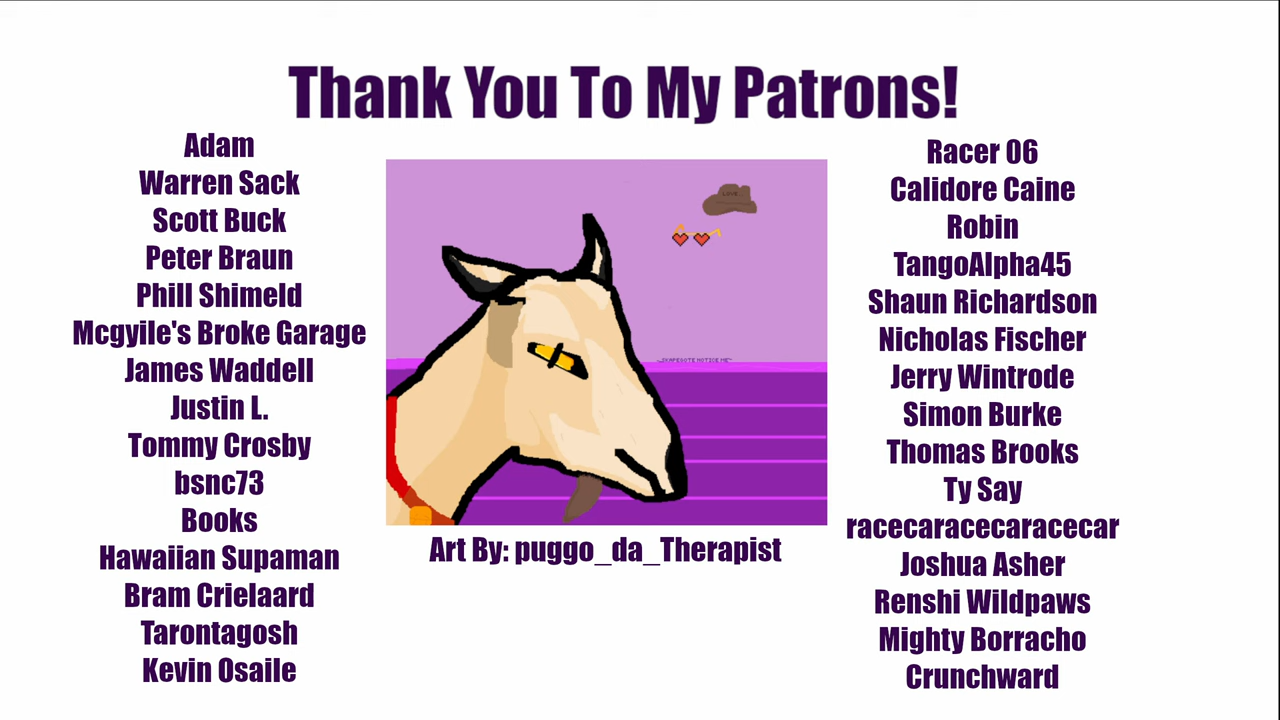 Thank You To My Patrons!
Adam
Warren Sack
Scott Buck
Peter Braun
Phill Shimeld
Mcgyile's Broke Garage
James Waddell
Justin L.
Tommy Crosby
bsnc73
Books
Hawaiian Supaman
Bram Crielaard
Tarontagosh
Kevin Osaile
LOVE
NOTICE ME~
Art By: puggo_da_Therapist
Racer 06
Calidore Caine
Robin
TangoAlpha45
Shaun Richardson
Nicholas Fischer
Jerry Wintrode
Simon Burke
Thomas Brooks
Ty Say
racecaracecaracecar
Joshua Asher
Renshi Wildpaws
Mighty Borracho
Crunchward